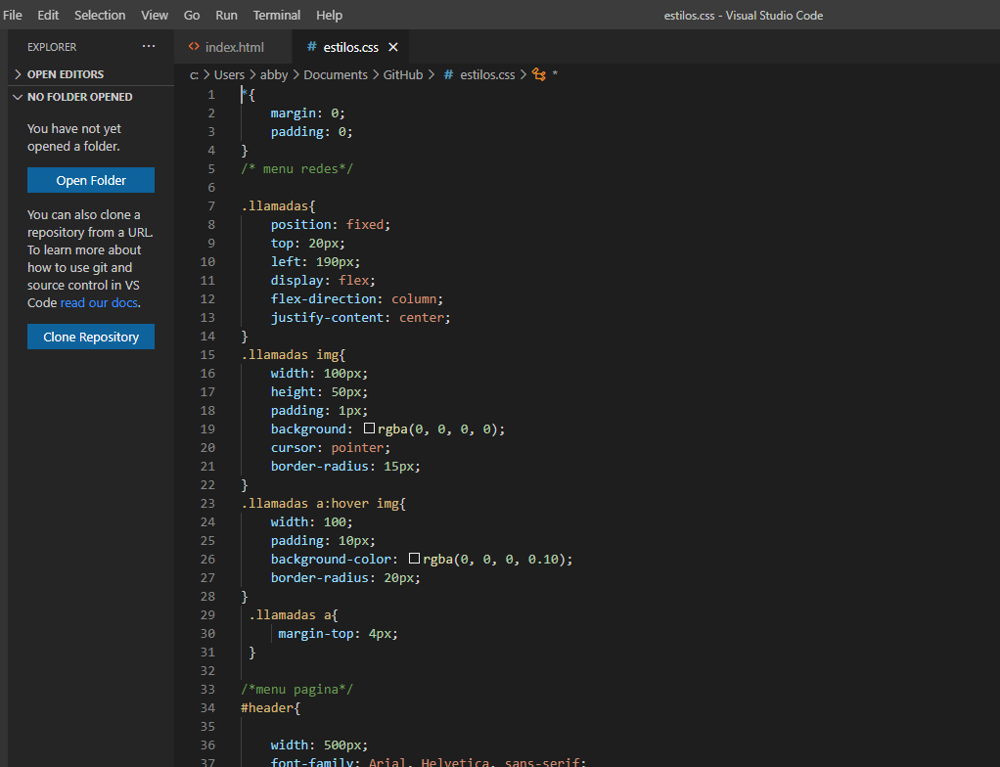 File Edit Selection View Go Run Terminal Help
estilos.css - Visual Studio Code
EXPLORER ···
OPEN EDITORS
NO FOLDER OPENED
You have not yet
opened a folder.
Open Folder
You can also clone a
repository from a URL.
To learn more about
how to use git and
source control in VS
Code read our docs.
Clone Repository
<> index.html
# estilos.css ×
c: > Users > abby > Documents > GitHub > # estilos.css > *
1 *{
2 margin: 0;
3 padding: 0;
4 }
5 /* menu redes*/
6
7 .llamadas{
8 position: fixed;
9 top: 20px;
10 left: 190px;
11 display: flex;
12 flex-direction: column;
13 justify-content: center;
14 }
15 .llamadas img{
16 width: 100px;
17 height: 50px;
18 padding: 1px;
19 background: rgba(0, 0, 0, 0);
20 cursor: pointer;
21 border-radius: 15px;
22 }
23 .llamadas a:hover img{
24 width: 100;
25 padding: 10px;
26 background-color: rgba(0, 0, 0, 0.10);
27 border-radius: 20px;
28 }
29 .llamadas a{
30 margin-top: 4px;
31 }
32
33 /*menu pagina*/
34 #header{
35
36 width: 500px;
37 font-family: Arial, Helvetica, sans-serif;